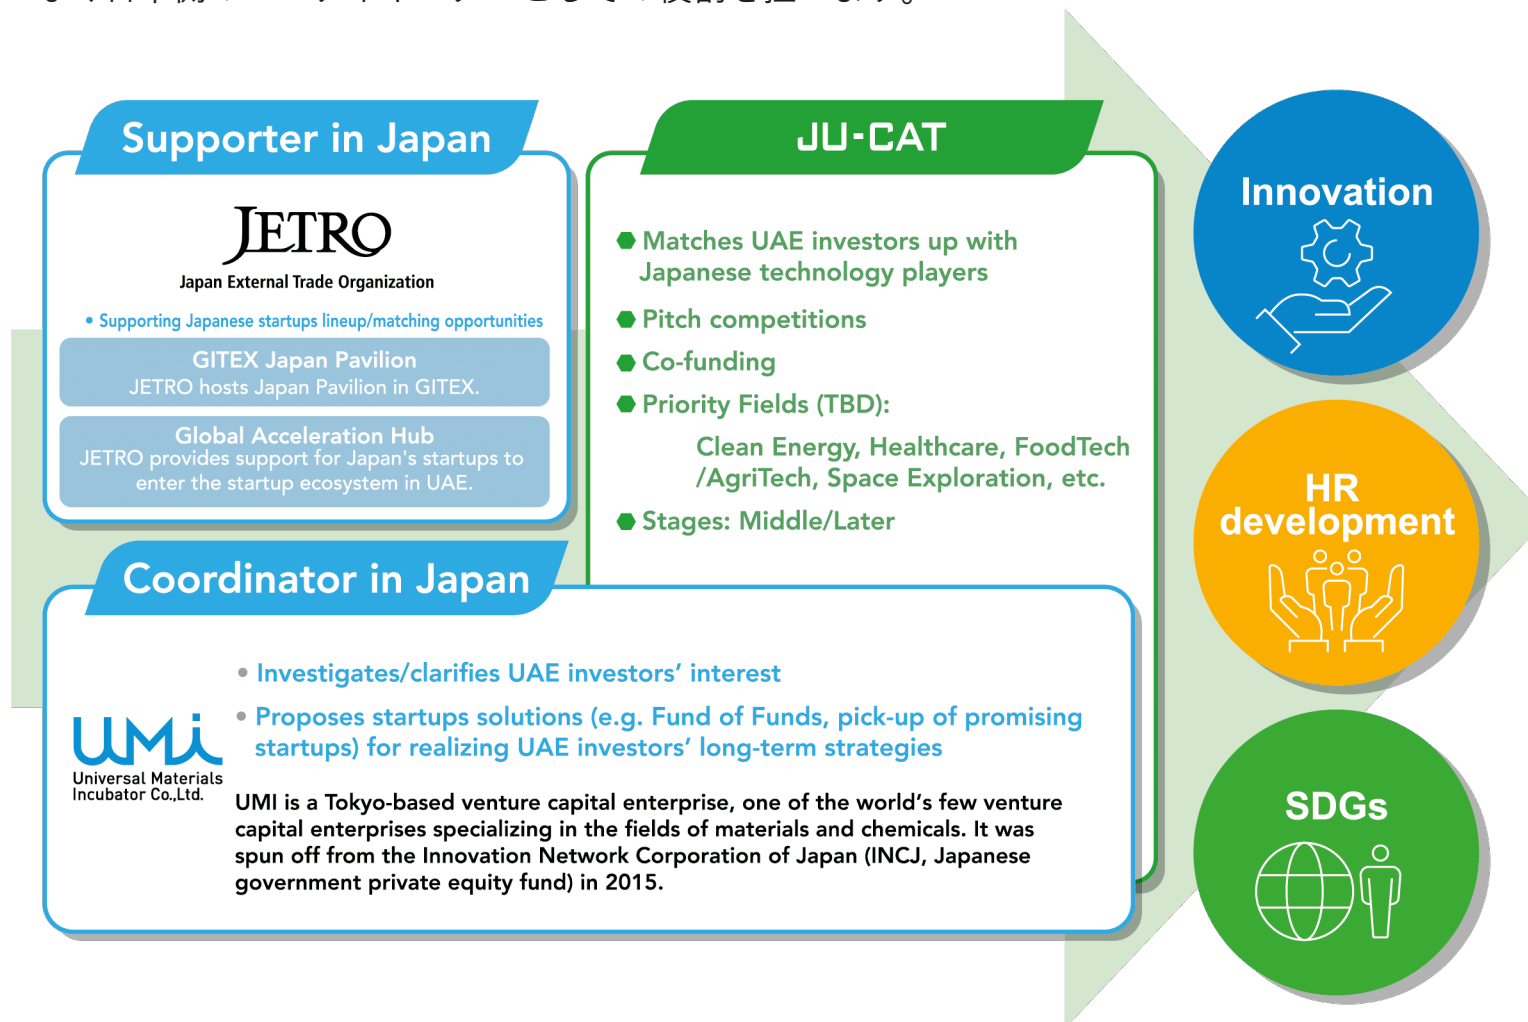 Supporter in Japan
JETRO
Japan External Trade Organization
• Supporting Japanese startups lineup/matching opportunities
GITEX Japan Pavilion
JETRO hosts Japan Pavilion in GITEX.
Global Acceleration Hub
JETRO provides support for Japan's startups to
enter the startup ecosystem in UAE.
JU-CAT
Matches UAE investors up with
Japanese technology players
Pitch competitions
Co-funding
Priority Fields (TBD):
Clean Energy, Healthcare, FoodTech
/AgriTech, Space Exploration, etc.
Stages: Middle/Later
Coordinator in Japan
UMI
Universal Materials
Incubator Co.,Ltd.
• Investigates/clarifies UAE investors’ interest
• Proposes startups solutions (e.g. Fund of Funds, pick-up of promising
startups) for realizing UAE investors’ long-term strategies
UMI is a Tokyo-based venture capital enterprise, one of the world’s few venture
capital enterprises specializing in the fields of materials and chemicals. It was
spun off from the Innovation Network Corporation of Japan (INCJ, Japanese
government private equity fund) in 2015.
Innovation
HR
development
SDGs